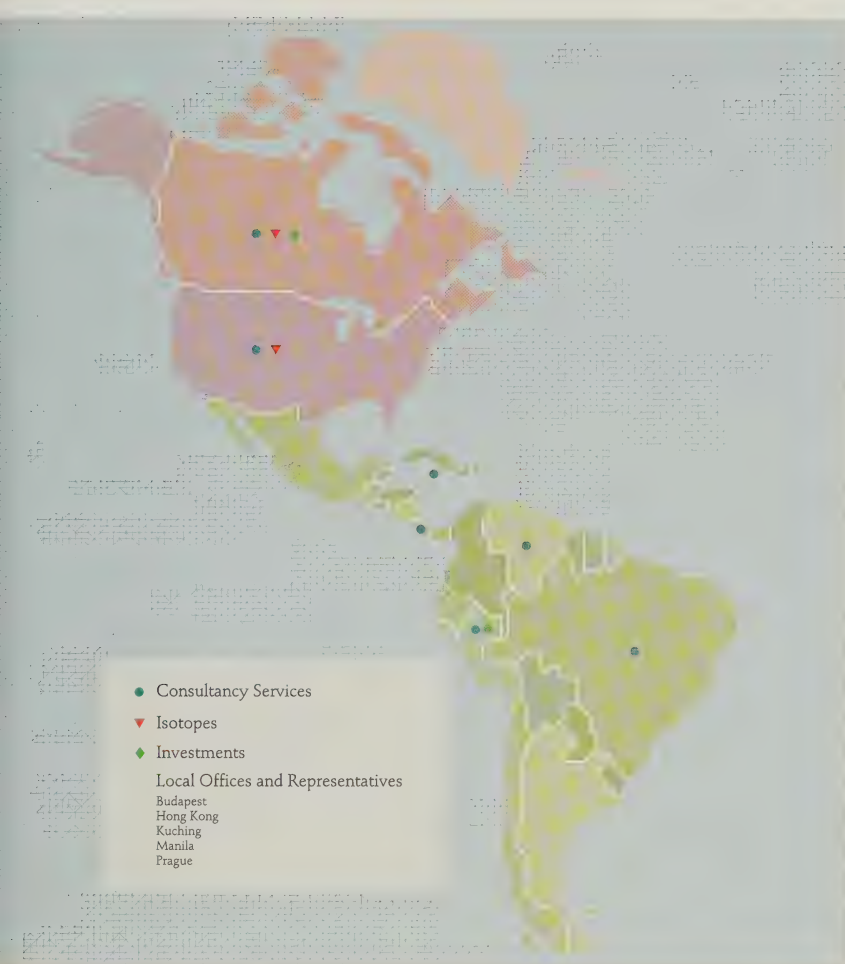 Consultancy Services
Isotopes
Investments
Local Offices and Representatives
Budapest
Hong Kong
Kuching
Manila
Prague